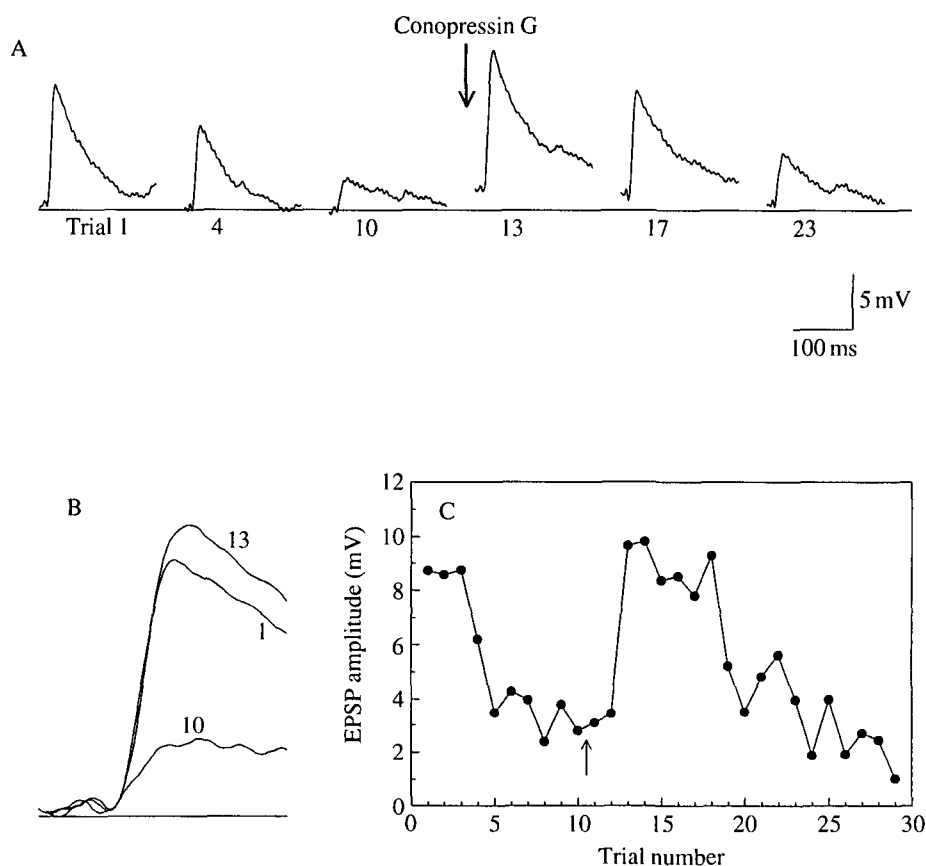 Conopressin G
A
Trial 1 4 10 13 17 23
5 mV
100 ms
B
13
1
10
C
EPSP amplitude (mV)
12
10
8
6
4
2
0
0 5 10 15 20 25 30
Trial number